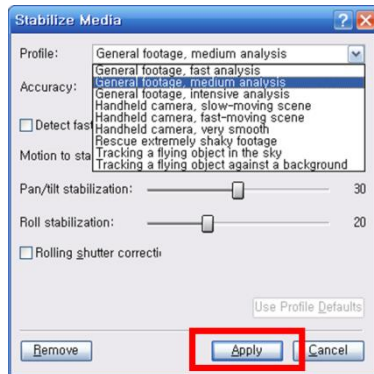 Stabilize Media
Profile: General footage, medium analysis
General footage, fast analysis
General footage, medium analysis
Accuracy: General footage, intensive analysis
Handheld camera, slow-moving scene
Handheld camera, fast-moving scene
Detect fast
Handheld camera, very smooth
Rescue extremely shaky footage
Motion to sta Tracking a flying object in the sky
Tracking a flying object against a background
Pan/tilt stabilization: 30
Roll stabilization: 20
Rolling shutter correcti
Use Profile Defaults
Remove Apply Cancel